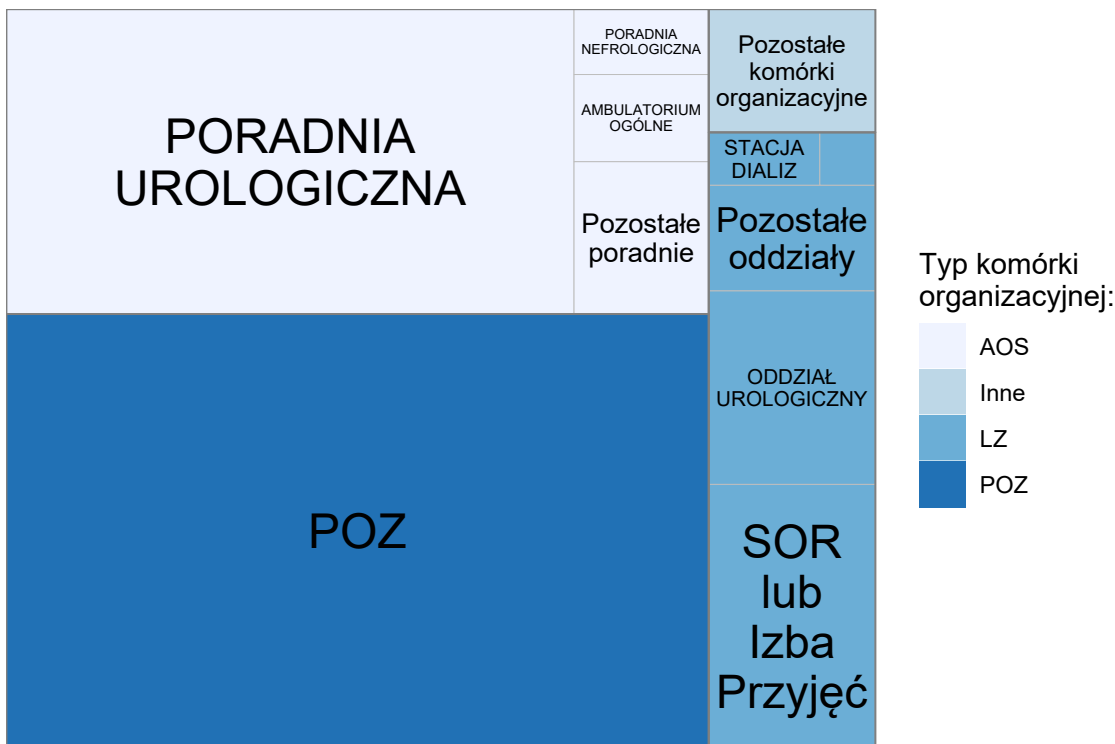 PORADNIA
UROLOGICZNA
PORADNIA
NEFROLOGICZNA
AMBULATORIUM
OGÓLNE
Pozostałe
poradnie
POZ
Pozostałe
komórki
organizacyjne
STACJA
DIALIZ
Pozostałe
oddziały
ODDZIAŁ
UROLOGICZNY
SOR
lub
Izba
Przyjęć
Typ komórki
organizacyjnej:
AOS
Inne
LZ
POZ